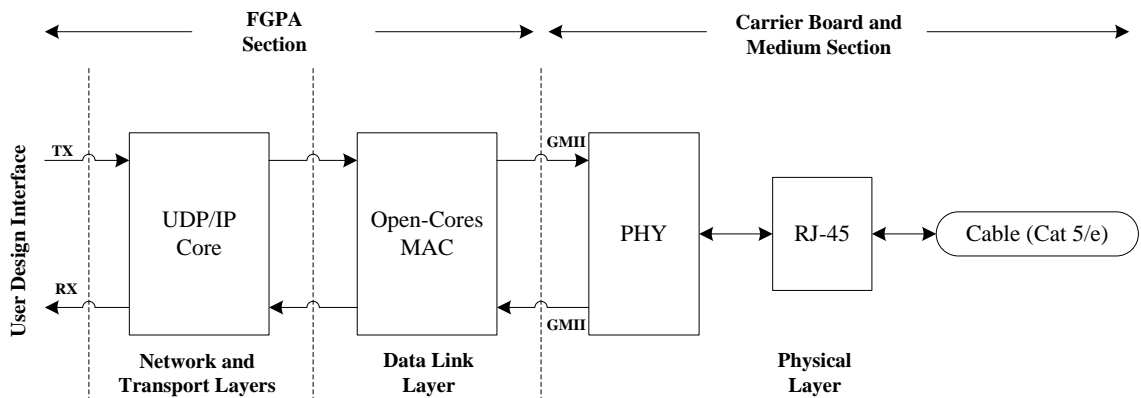 FGPA
Section
Carrier Board and
Medium Section
User Design Interface
TX
RX
UDP/IP
Core
Open-Cores
MAC
GMII
GMII
PHY
RJ-45
Cable (Cat 5/e)
Network and
Transport Layers
Data Link
Layer
Physical
Layer